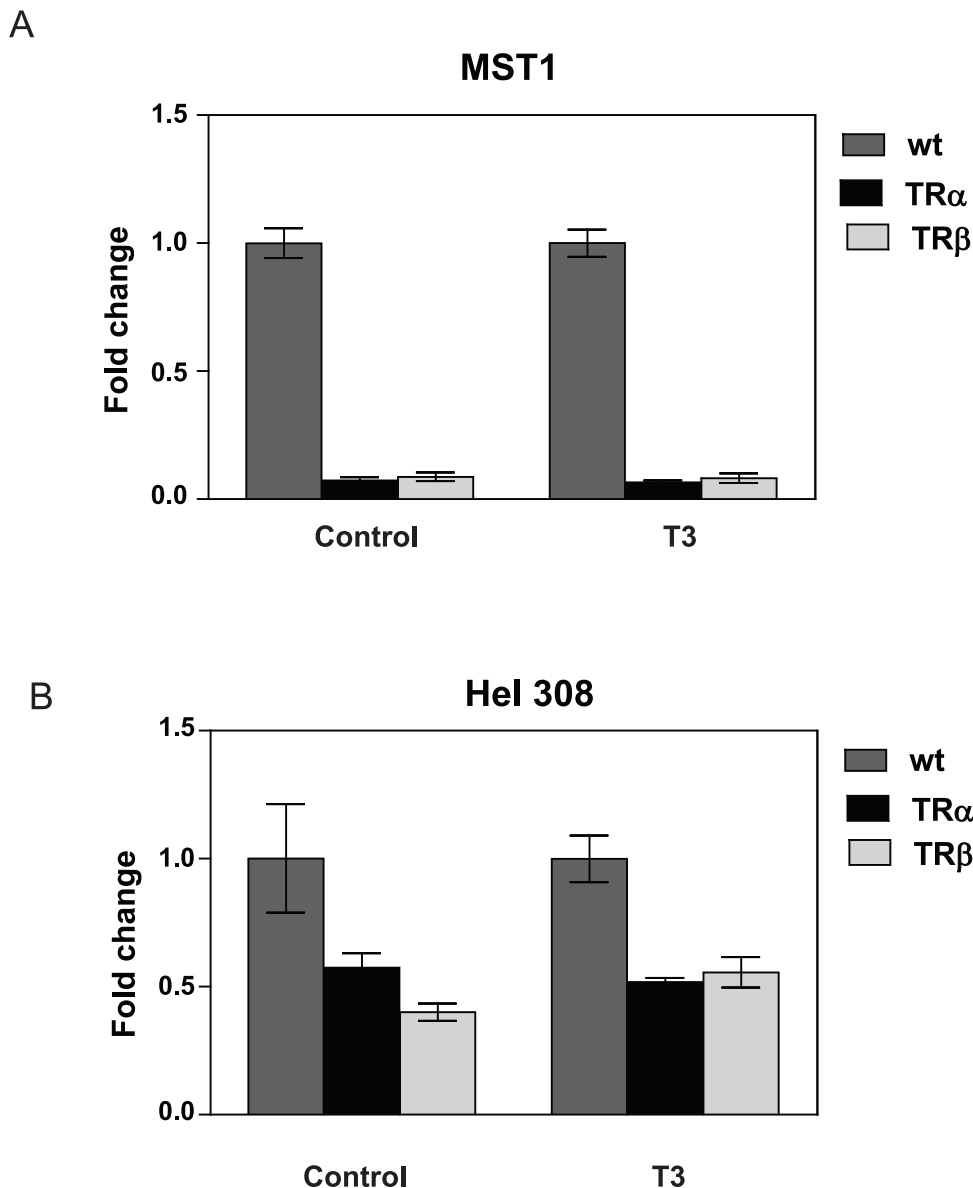 A
MST1
1.5
1.0
0.5
0.0
Fold change
wt
TRα
TRβ
Control T3
B
Hel 308
1.5
1.0
0.5
0.0
Fold change
wt
TRα
TRβ
Control T3